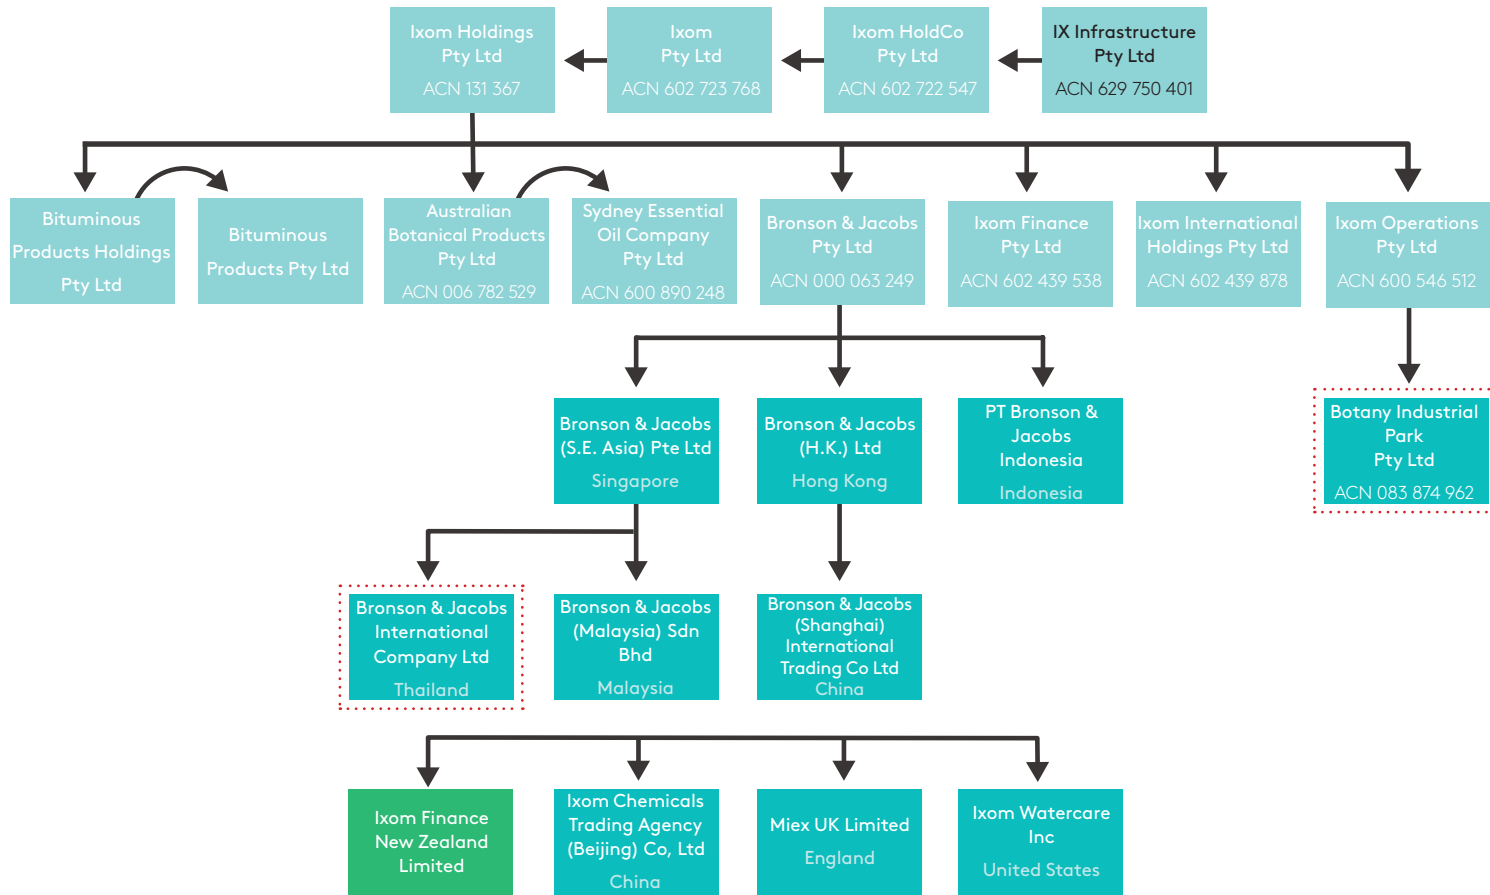 Ixom Holdings
Pty Ltd
ACN 131 367
Ixom
Pty Ltd
ACN 602 723 768
Ixom HoldCo
Pty Ltd
ACN 602 722 547
IX Infrastructure
Pty Ltd
ACN 629 750 401
Bituminous
Products Holdings
Pty Ltd
Bituminous
Products Pty Ltd
Australian
Botanical Products
Pty Ltd
ACN 006 782 529
Sydney Essential
Oil Company
Pty Ltd
ACN 600 890 248
Bronson & Jacobs
Pty Ltd
ACN 000 063 249
Ixom Finance
Pty Ltd
ACN 602 439 538
Ixom International
Holdings Pty Ltd
ACN 602 439 878
Ixom Operations
Pty Ltd
ACN 600 546 512
Bronson & Jacobs
(S.E. Asia) Pte Ltd
Singapore
Bronson & Jacobs
(H.K.) Ltd
Hong Kong
PT Bronson &
Jacobs
Indonesia
Indonesia
Botany Industrial
Park
Pty Ltd
ACN 083 874 962
Bronson & Jacobs
International
Company Ltd
Thailand
Bronson & Jacobs
(Malaysia) Sdn
Bhd
Malaysia
Bronson & Jacobs
(Shanghai)
International
Trading Co Ltd
China
Ixom Finance
New Zealand
Limited
Ixom Chemicals
Trading Agency
(Beijing) Co, Ltd
China
Miex UK Limited
England
Ixom Watercare
Inc
United States